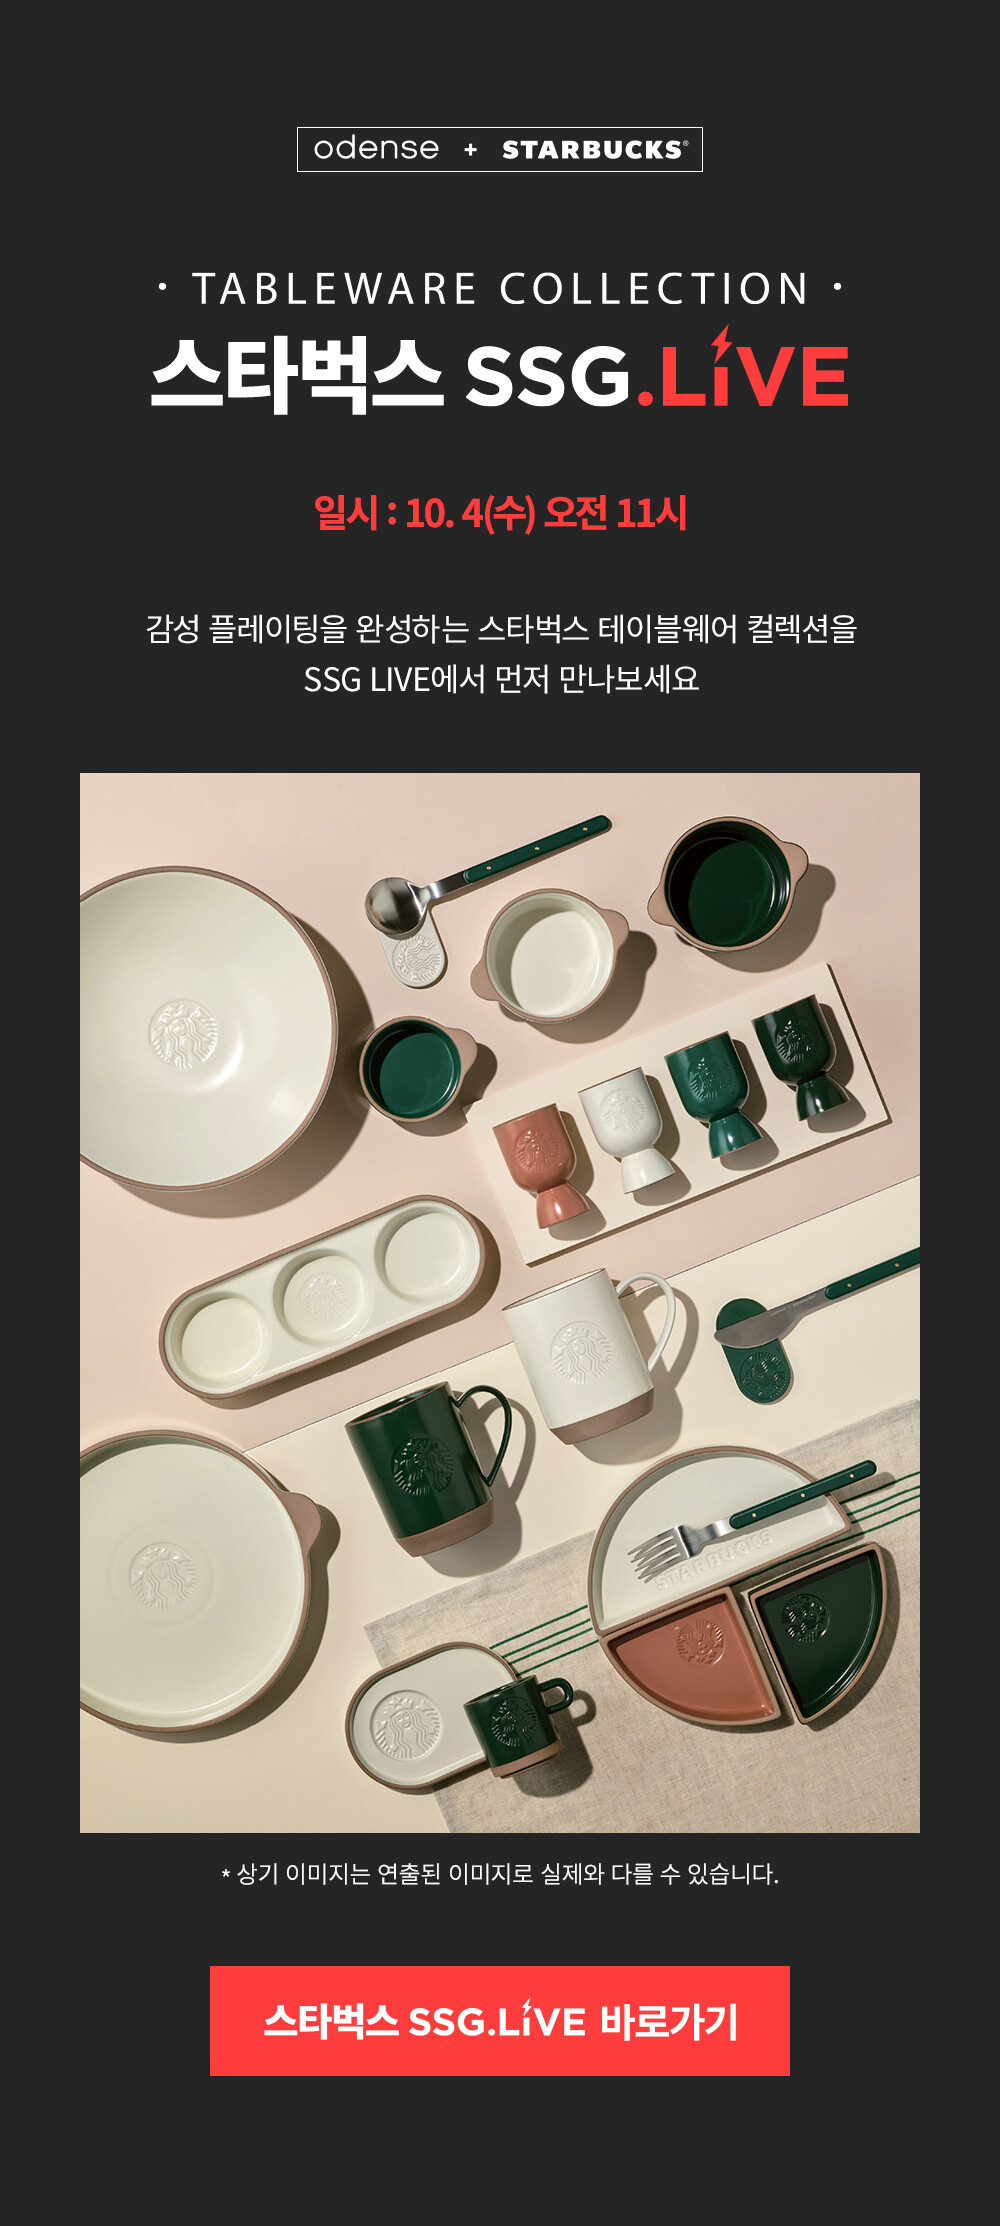 odense + STARBUCKS®
· TABLEWARE COLLECTION ·
스타벅스 SSG.LIVE
일시 : 10. 4(수) 오전 11시
감성 플레이팅을 완성하는 스타벅스 테이블웨어 컬렉션을
SSG LIVE에서 먼저 만나보세요
STARBUCKS
* 상기 이미지는 연출된 이미지로 실제와 다를 수 있습니다.
스타벅스 SSG.LIVE 바로가기